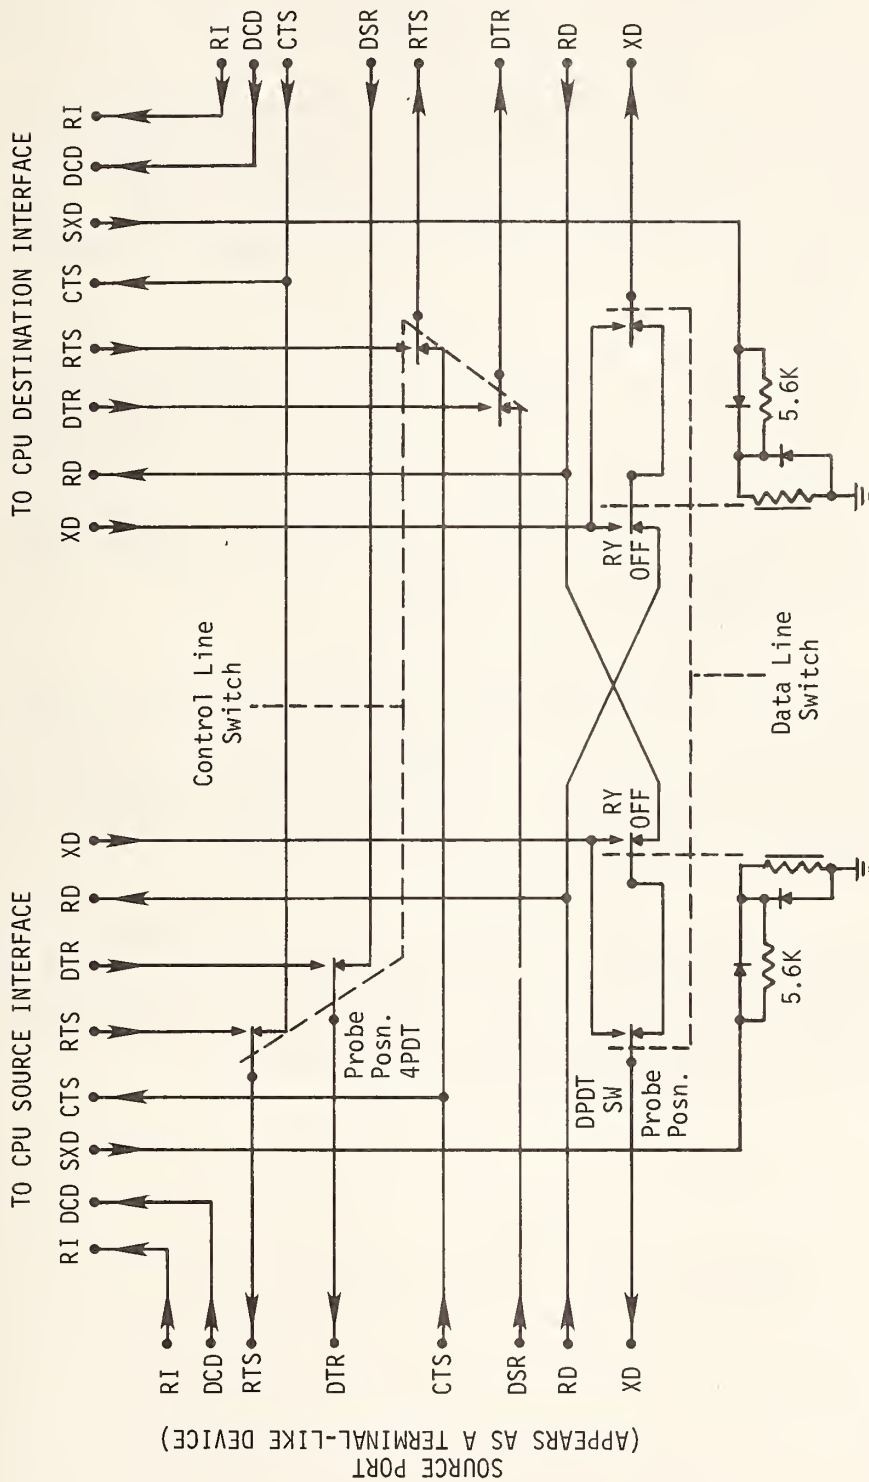 TO CPU SOURCE INTERFACE
TO CPU DESTINATION INTERFACE
RI DCD SXD CTS RTS DTR RD XD
XD RD DTR RTS CTS SXD DCD RI
RI
DCD
RTS
DTR
CTS
DSR
RD
XD
SOURCE PORT
(APPEARS AS A TERMINAL-LIKE DEVICE)
RI
DCD
CTS
DSR
RTS
DTR
RD
XD
Control Line
Switch
Probe
Posn.
4PDT
DPDT
SW
Probe
Posn.
RY
OFF
RY
OFF
Data Line
Switch
5.6K
5.6K